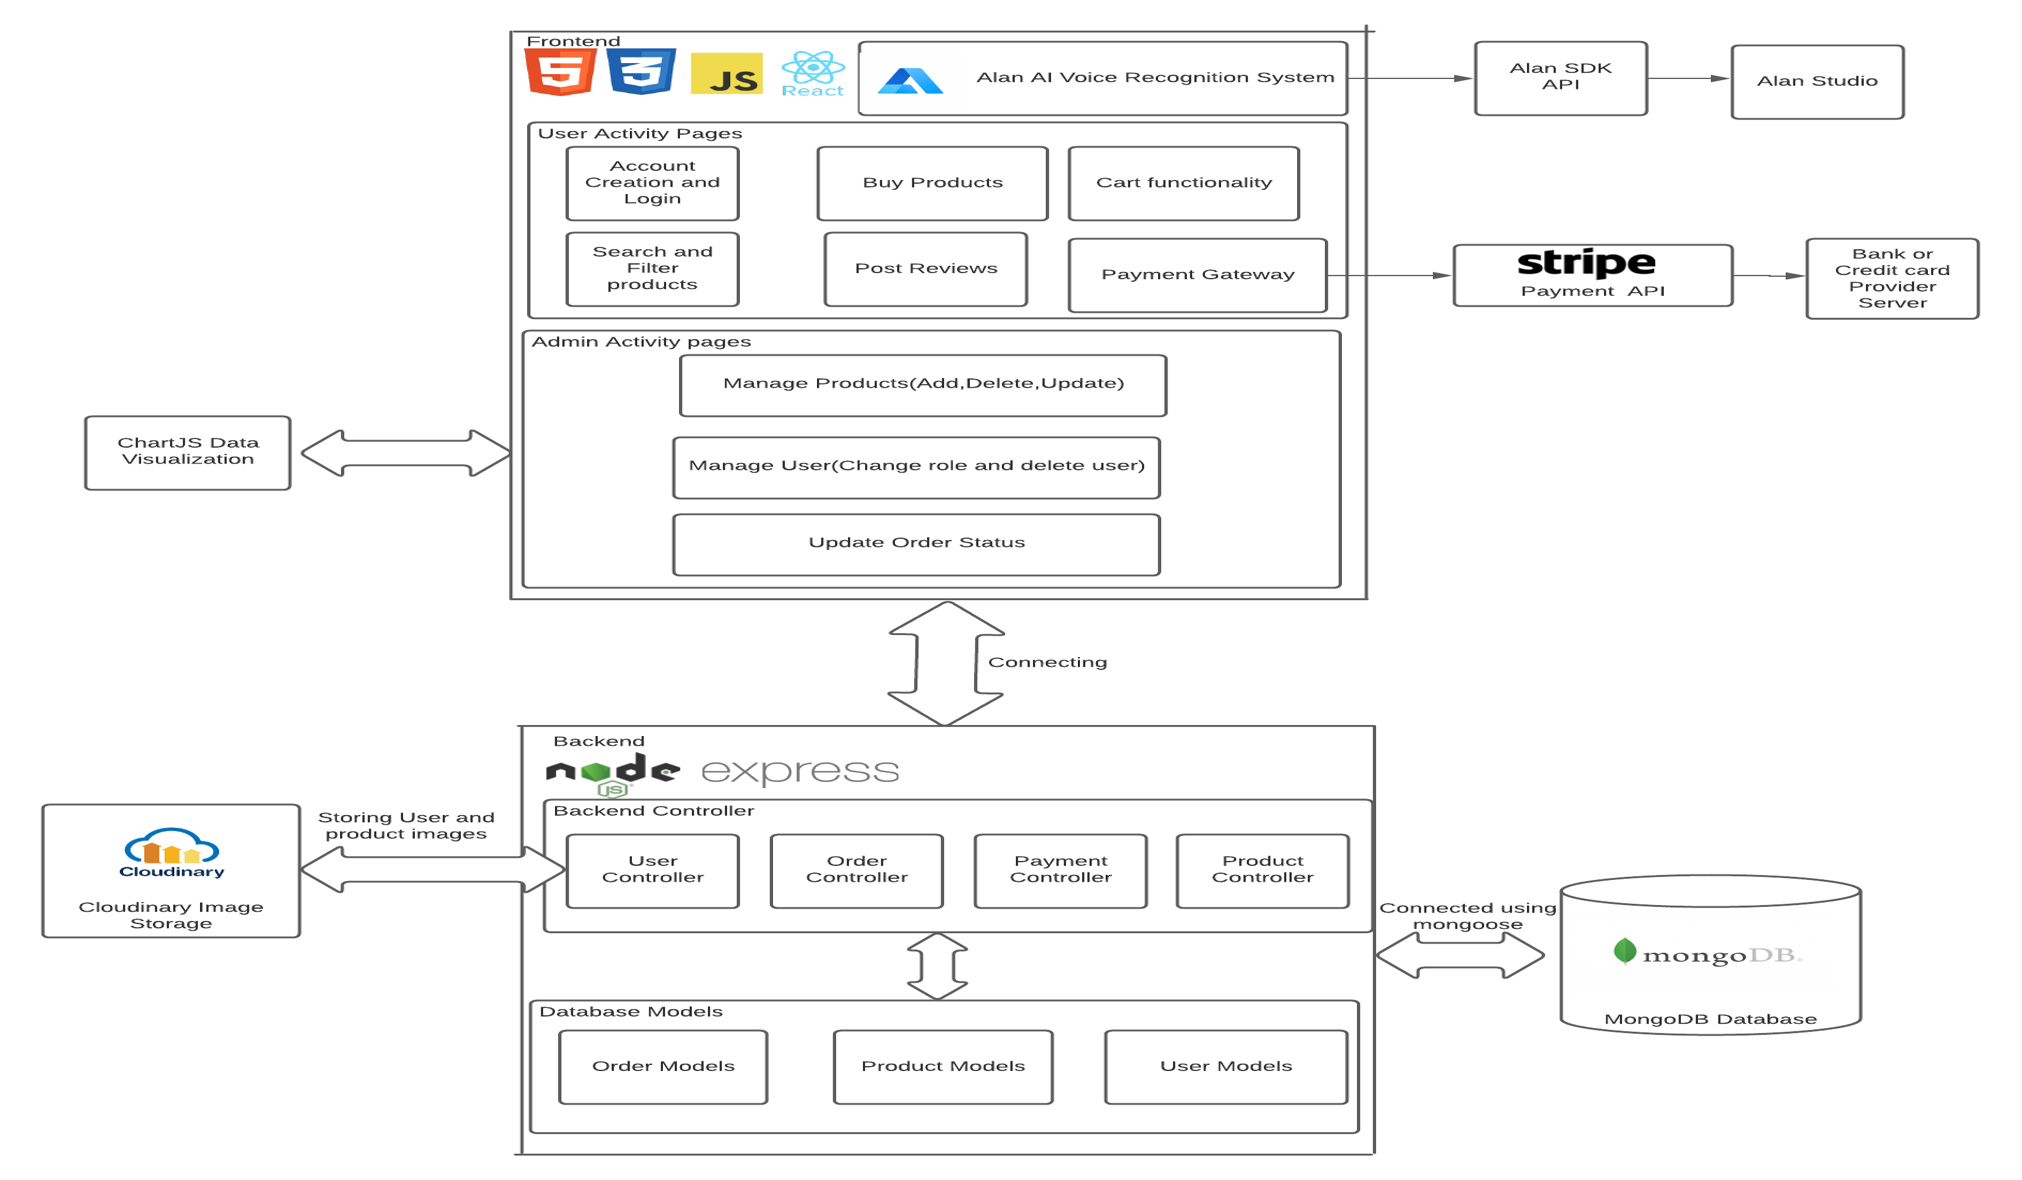 Frontend
5
3
JS
React
Alan AI Voice Recognition System
Alan SDK
API
Alan Studio
User Activity Pages
Account
Creation and
Login
Buy Products
Cart functionality
Search and
Filter
products
Post Reviews
Payment Gateway
stripe
Payment API
Bank or
Credit card
Provider
Server
Admin Activity pages
Manage Products(Add,Delete,Update)
Manage User(Change role and delete user)
Update Order Status
ChartJS Data
Visualization
Connecting
Backend
node
JS
express
Backend Controller
User
Controller
Order
Controller
Payment
Controller
Product
Controller
Storing User and
product images
Cloudinary
Cloudinary Image
Storage
Connected using
mongoose
mongoDB.
MongoDB Database
Database Models
Order Models
Product Models
User Models